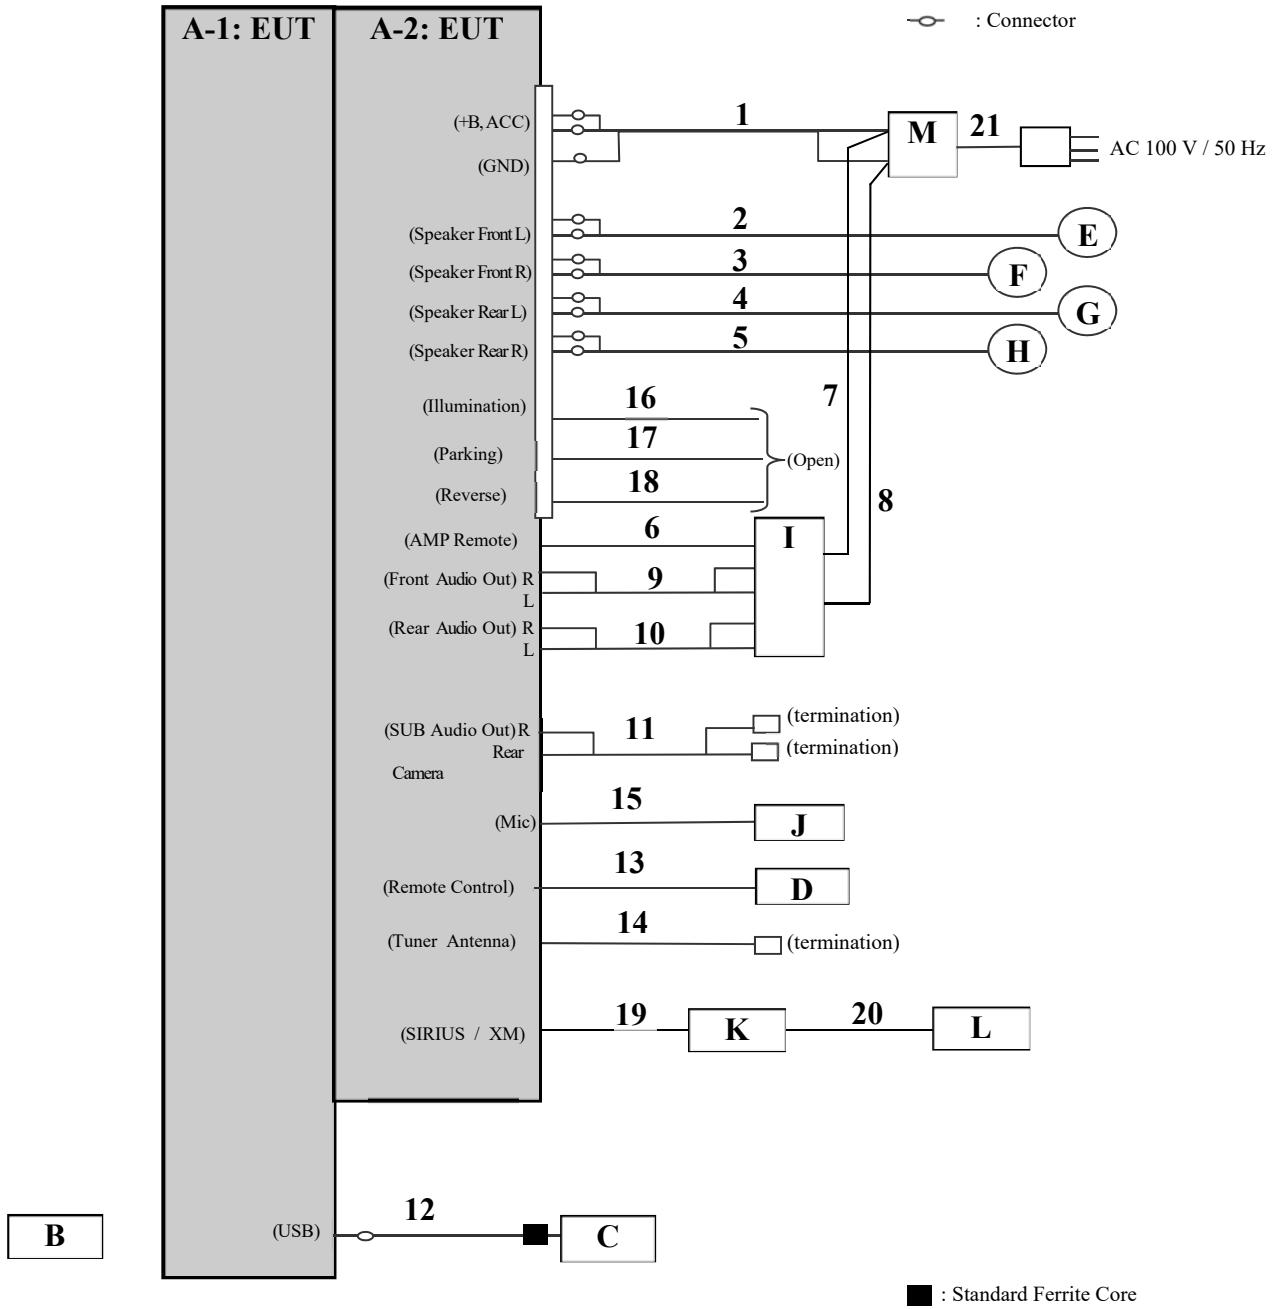 A-1: EUT
A-2: EUT
: Connector
(+B, ACC)
1
M
21
AC 100 V / 50 Hz
(GND)
(Speaker Front L)
2
E
(Speaker Front R)
3
F
(Speaker Rear L)
4
G
(Speaker Rear R)
5
H
7
(Illumination)
16
(Parking)
17
(Open)
(Reverse)
18
8
(AMP Remote)
6
I
(Front Audio Out) R
9
L
(Rear Audio Out) R
10
L
(SUB Audio Out) R
11
(termination)
Rear
(termination)
Camera
(Mic)
15
J
(Remote Control)
13
D
(Tuner Antenna)
14
(termination)
(SIRIUS / XM)
19
K
20
L
B
(USB)
12
C
: Standard Ferrite Core